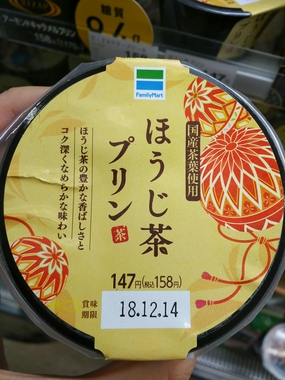 糖質
FamilyMart
国産茶葉使用
ほうじ茶
プリン
茶
ほうじ茶の豊かな香ばしさと
コク深くなめらかな味わい
147円(税込158円)
賞味
期限
18.12.14